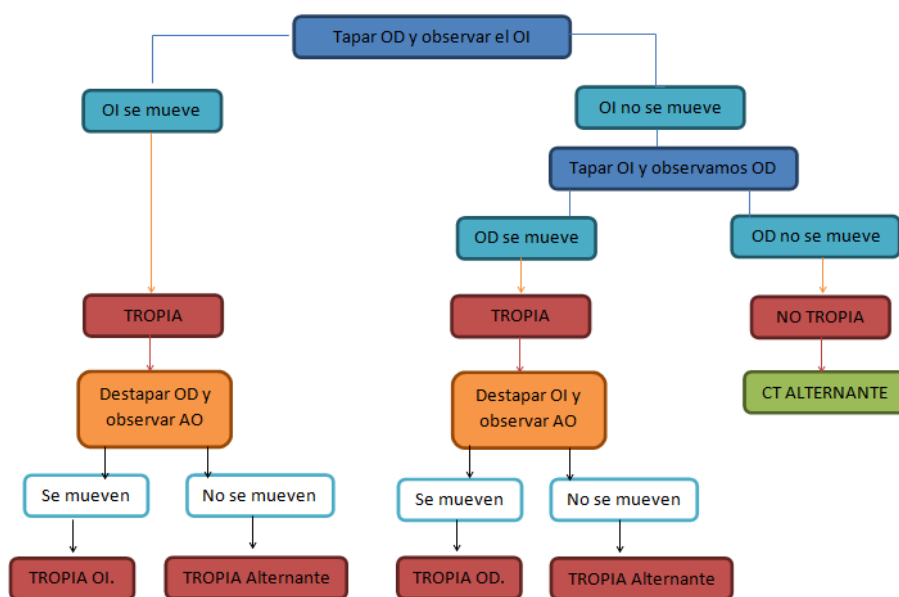 Tapar OD y observar el OI
OI se mueve
OI no se mueve
Tapar OI y observamos OD
OD se mueve
OD no se mueve
TROPIA
TROPIA
NO TROPIA
Destapar OD y
observar AO
Destapar OI y
observar AO
CT ALTERNANTE
Se mueven
No se mueven
Se mueven
No se mueven
TROPIA OI.
TROPIA Alternante
TROPIA OD.
TROPIA Alternante